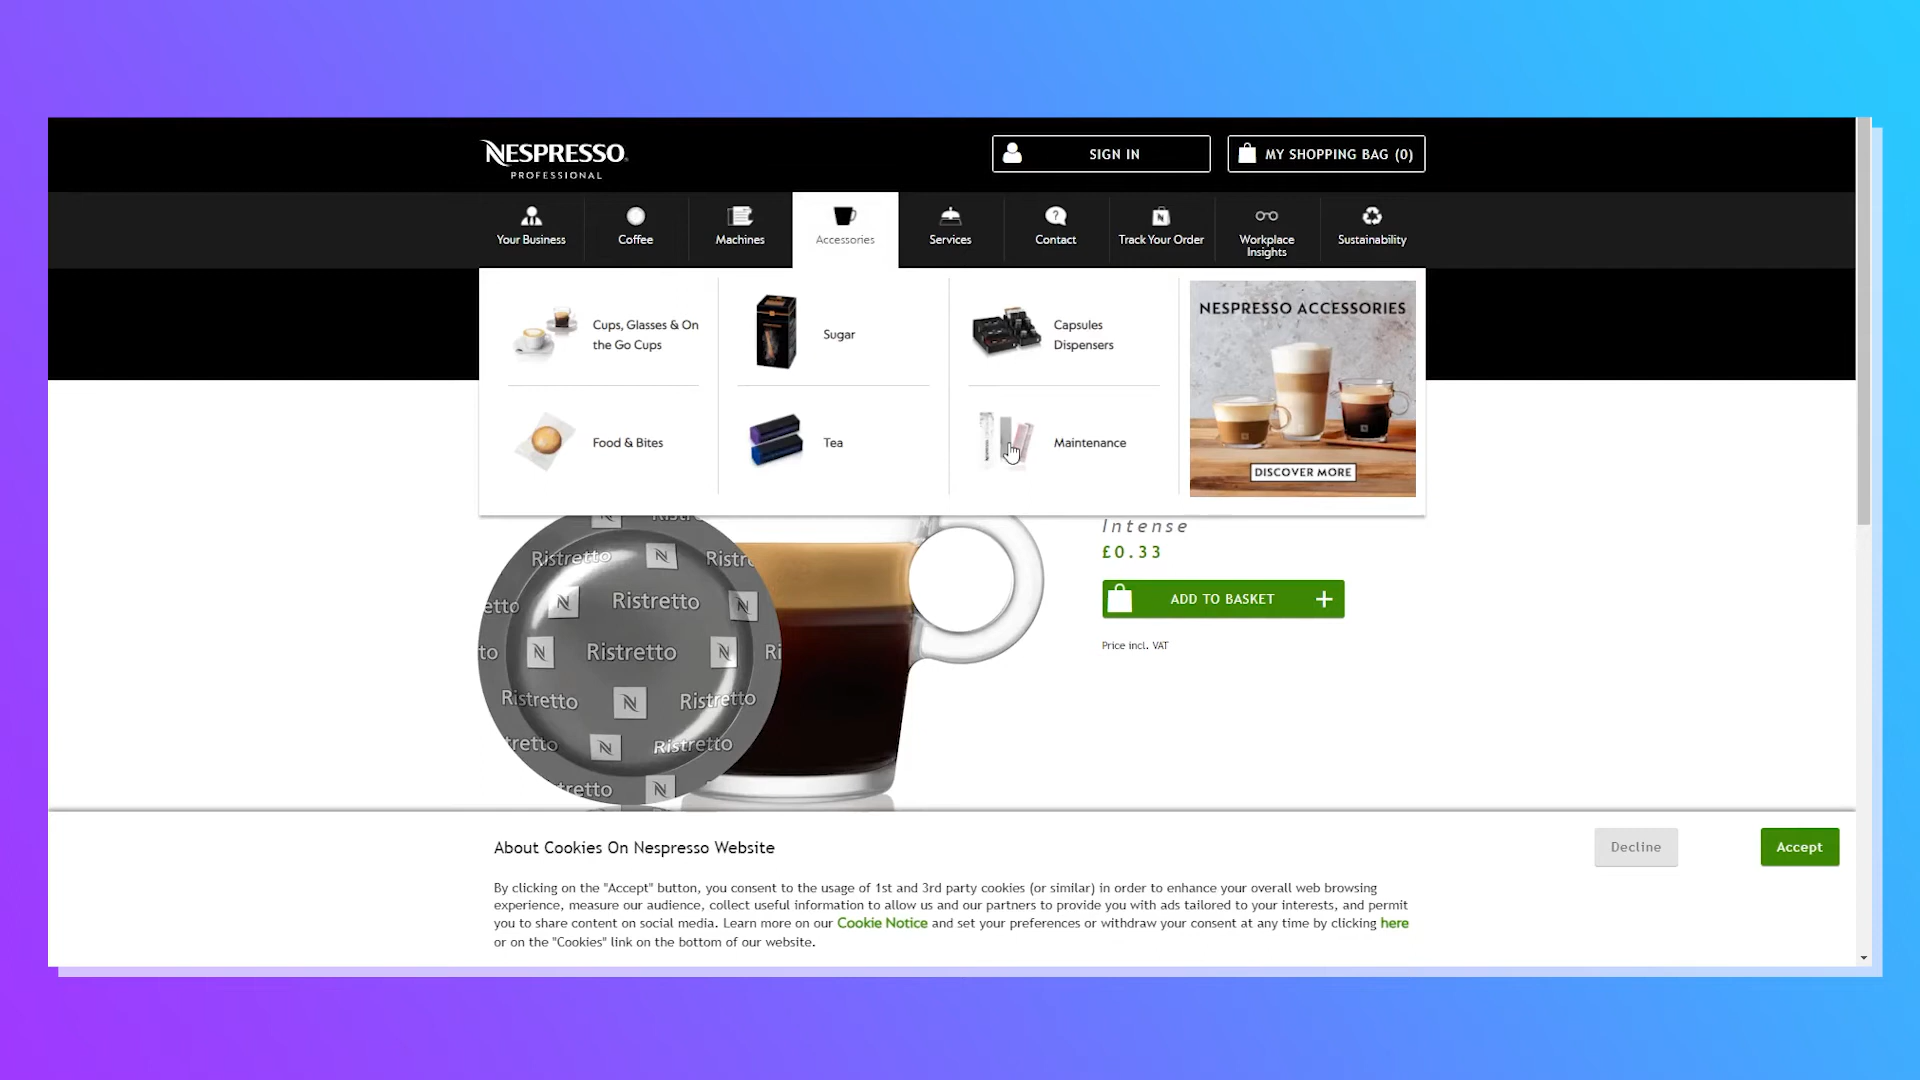 NESPRESSO
PROFESSIONAL
SIGN IN
MY SHOPPING BAG (0)
Your Business
Coffee
Machines
Accessories
Services
Contact
Track Your Order
Workplace
Insights
Sustainability
Cups, Glasses & On
the Go Cups
Sugar
Capsules
Dispensers
Food & Bites
Tea
Maintenance
NESPRESSO ACCESSORIES
DISCOVER MORE
Intense
£0.33
ADD TO BASKET
Price incl. VAT
Ristretto
Ristretto
Ristretto
Ristretto Ristretto
Ristretto
About Cookies On Nespresso Website
Decline
Accept
By clicking on the "Accept" button, you consent to the usage of 1st and 3rd party cookies (or similar) in order to enhance your overall web browsing
experience, measure our audience, collect useful information to allow us and our partners to provide you with ads tailored to your interests, and permit
you to share content on social media. Learn more on our Cookie Notice and set your preferences or withdraw your consent at any time by clicking here
or on the "Cookies" link on the bottom of our website.